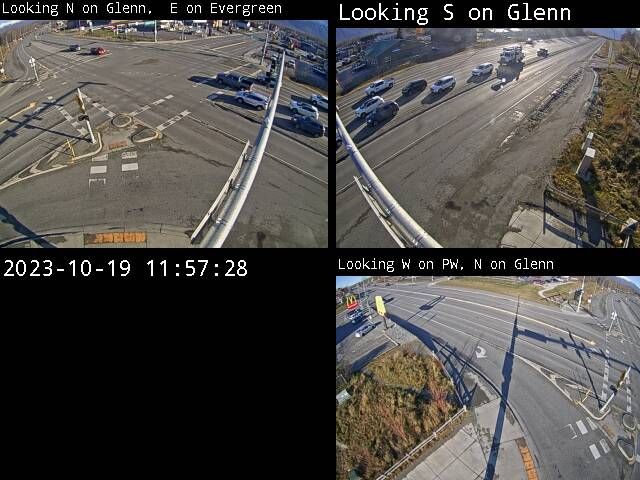 Looking N on Glenn,  E on Evergreen
Looking S on Glenn
2023-10-19 11:57:28
Looking W on PW, N on Glenn